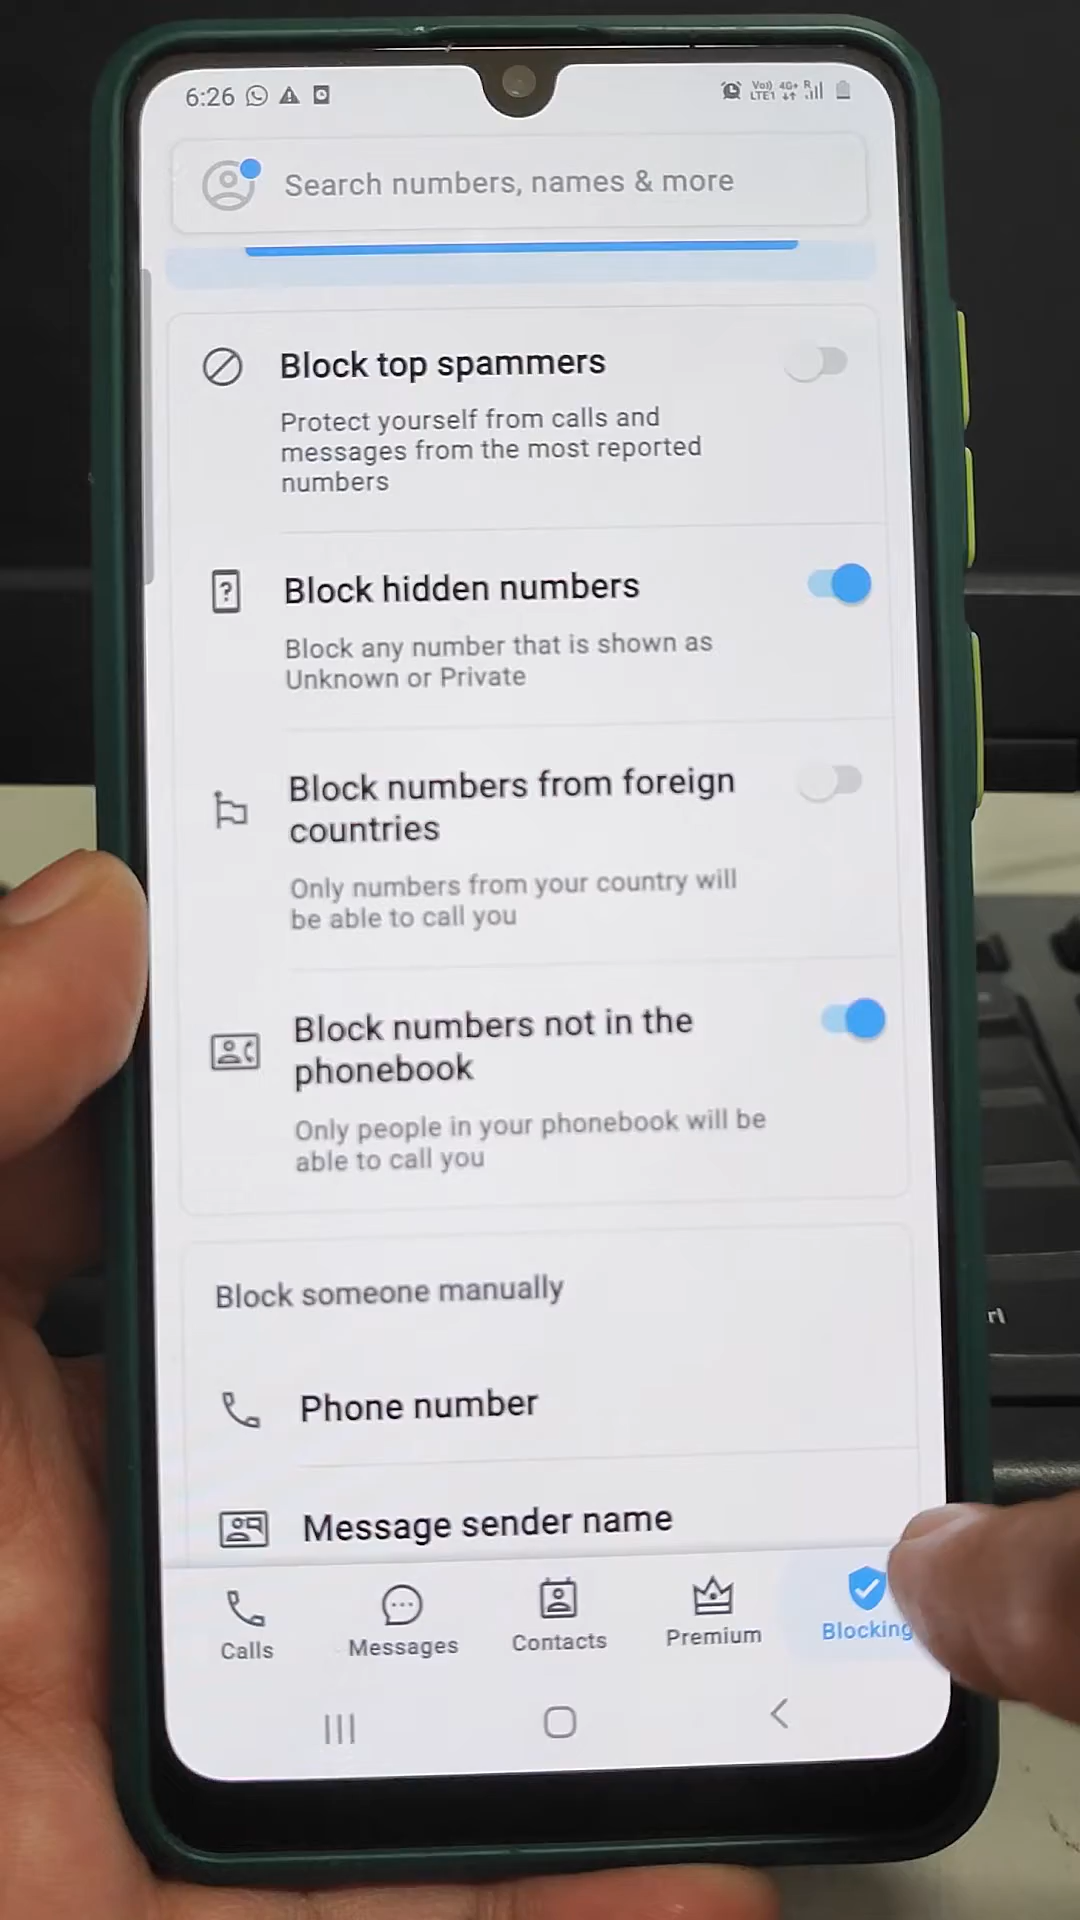 6:26
Vo)) 4G+ R
LTE1
Search numbers, names & more
Block top spammers
Protect yourself from calls and
messages from the most reported
numbers
Block hidden numbers
Block any number that is shown as
Unknown or Private
Block numbers from foreign
countries
Only numbers from your country will
be able to call you
Block numbers not in the
phonebook
Only people in your phonebook will be
able to call you
Block someone manually
Phone number
Message sender name
Calls Messages Contacts Premium Blocking
rl